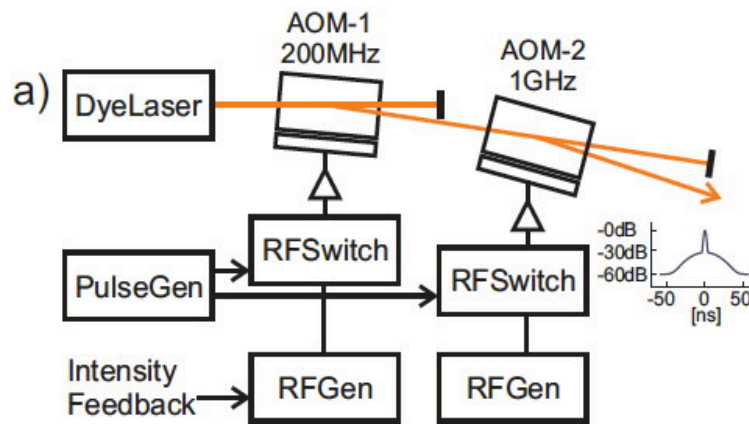 a)
DyeLaser
AOM-1
200MHz
AOM-2
1GHz
PulseGen
RFSwitch
RFSwitch
Intensity
Feedback
RFGen
RFGen
-0dB
-30dB
-60dB
-50 0 50
[ns]